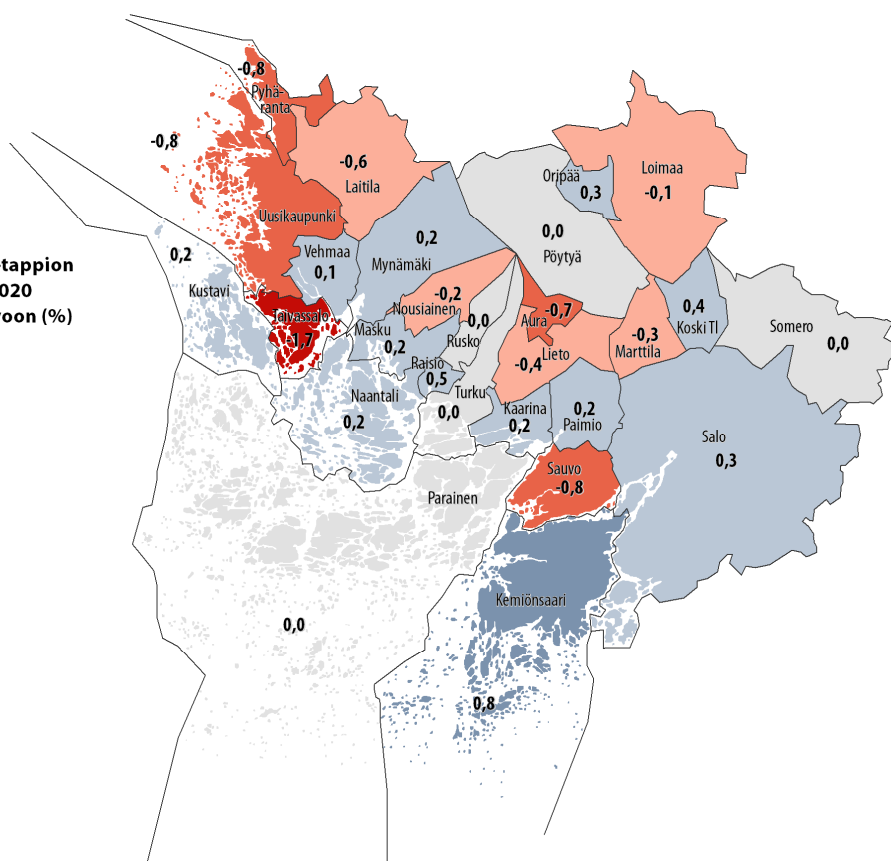 -0,8
Pyhä-
ranta
-0,8
-0,6
Laitila
Loimaa
-0,1
Oripää
0,3
Uusikaupunki
0,0
Pöytyä
0,2
Mynämäki
Vehmaa
0,1
0,2
Kustavi
etappion
2020
voon (%)
-0,2
Nousiainen
Taivassalo
-1,7
Masku
0,2
0,0
Rusko
Aura
-0,7
Lieto
-0,4
-0,3
Marttila
0,4
Koski Tl
Somero
0,0
Raisio
0,5
Naantali
0,2
Turku
0,0
Kaarina
0,2
0,2
Paimio
Salo
0,3
Sauvo
-0,8
Parainen
0,0
Kemiönsaari
0,8